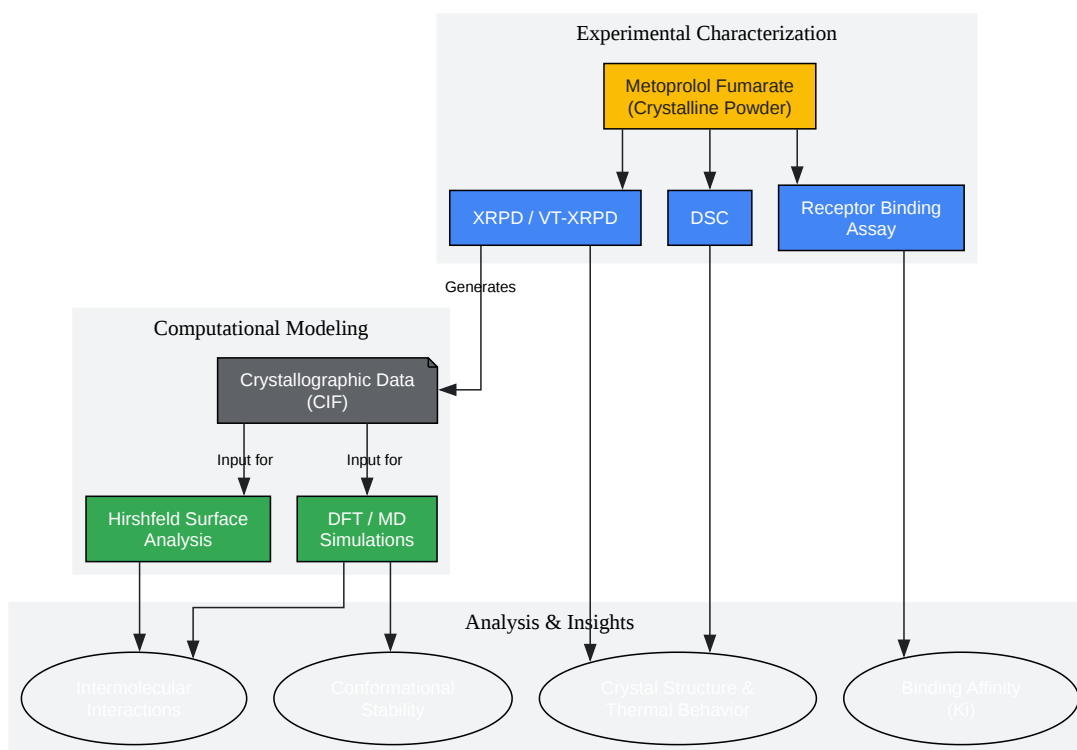 Experimental Characterization
Metoprolol Fumarate
(Crystalline Powder)
XRPD / VT-XRPD
DSC
Receptor Binding
Assay
Generates
Computational Modeling
Crystallographic Data
(CIF)
Input for
Input for
Hirshfeld Surface
Analysis
DFT / MD
Simulations
Analysis & Insights
Intermolecular
Interactions
Conformational
Stability
Crystal Structure &
Thermal Behavior
Binding Affinity
(Ki)